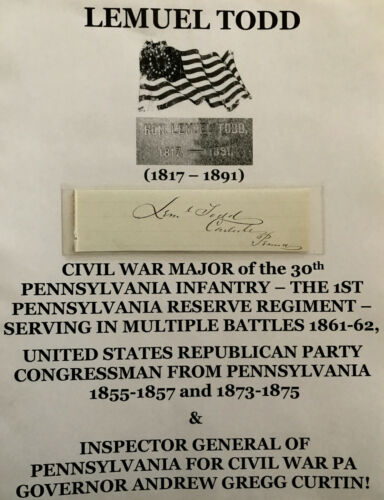 LEMUEL TODD
HON. LEMUEL TODD,
1817 — 1891
(1817 – 1891)
Lem l Todd
Carlisle
Penna
CIVIL WAR MAJOR of the 30th
PENNSYLVANIA INFANTRY – THE 1ST
PENNSYLVANIA RESERVE REGIMENT –
SERVING IN MULTIPLE BATTLES 1861-62,
UNITED STATES REPUBLICAN PARTY
CONGRESSMAN FROM PENNSYLVANIA
1855-1857 and 1873-1875
&
INSPECTOR GENERAL OF
PENNSYLVANIA FOR CIVIL WAR PA
GOVERNOR ANDREW GREGG CURTIN!